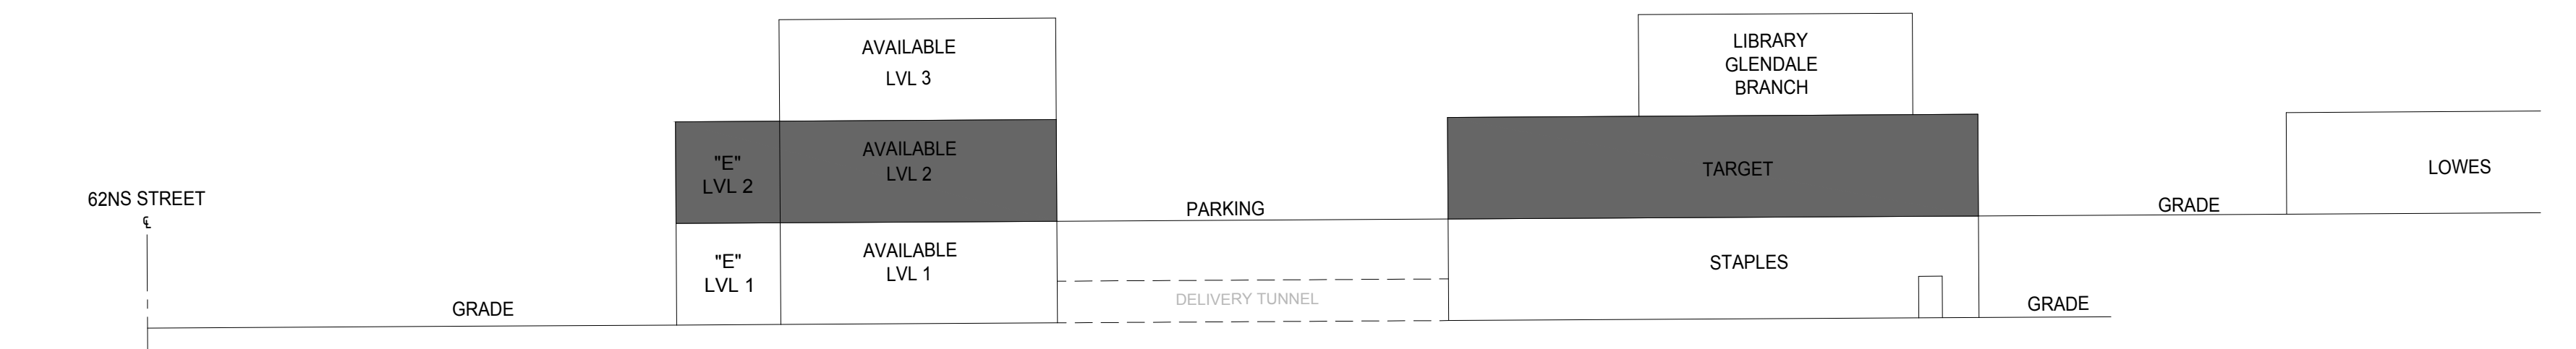 62NS STREET
℄
GRADE
"E"
LVL 2
"E"
LVL 1
AVAILABLE
LVL 3
AVAILABLE
LVL 2
AVAILABLE
LVL 1
PARKING
DELIVERY TUNNEL
LIBRARY
GLENDALE
BRANCH
TARGET
STAPLES
GRADE
GRADE
LOWES